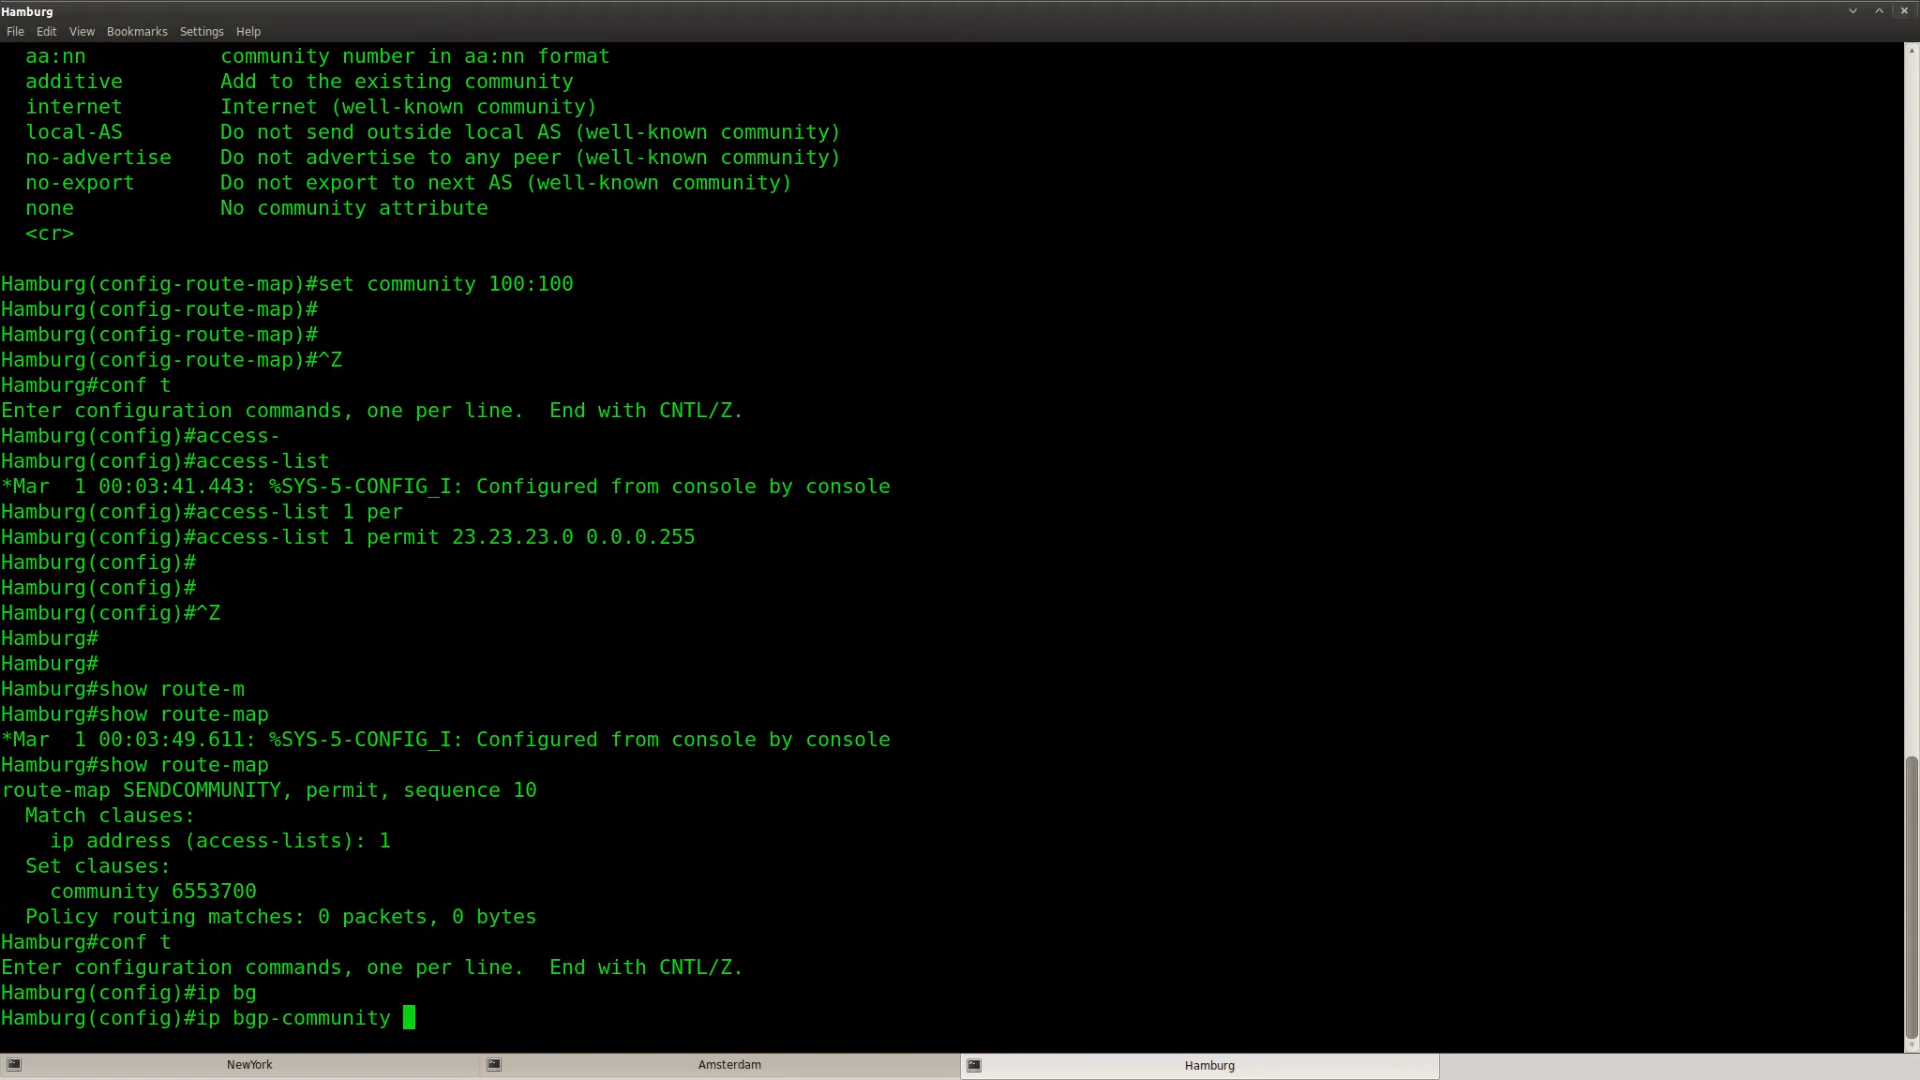 Hamburg
File Edit View Bookmarks Settings Help
aa:nn community number in aa:nn format
additive Add to the existing community
internet Internet (well-known community)
local-AS Do not send outside local AS (well-known community)
no-advertise Do not advertise to any peer (well-known community)
no-export Do not export to next AS (well-known community)
none No community attribute
<cr>
Hamburg(config-route-map)#set community 100:100
Hamburg(config-route-map)#
Hamburg(config-route-map)#
Hamburg(config-route-map)#^Z
Hamburg#conf t
Enter configuration commands, one per line.  End with CNTL/Z.
Hamburg(config)#access-
Hamburg(config)#access-list
*Mar  1 00:03:41.443: %SYS-5-CONFIG_I: Configured from console by console
Hamburg(config)#access-list 1 per
Hamburg(config)#access-list 1 permit 23.23.23.0 0.0.0.255
Hamburg(config)#
Hamburg(config)#
Hamburg(config)#^Z
Hamburg#
Hamburg#
Hamburg#show route-m
Hamburg#show route-map
*Mar  1 00:03:49.611: %SYS-5-CONFIG_I: Configured from console by console
Hamburg#show route-map
route-map SENDCOMMUNITY, permit, sequence 10
Match clauses:
ip address (access-lists): 1
Set clauses:
community 6553700
Policy routing matches: 0 packets, 0 bytes
Hamburg#conf t
Enter configuration commands, one per line.  End with CNTL/Z.
Hamburg(config)#ip bg
Hamburg(config)#ip bgp-community
NewYork Amsterdam Hamburg